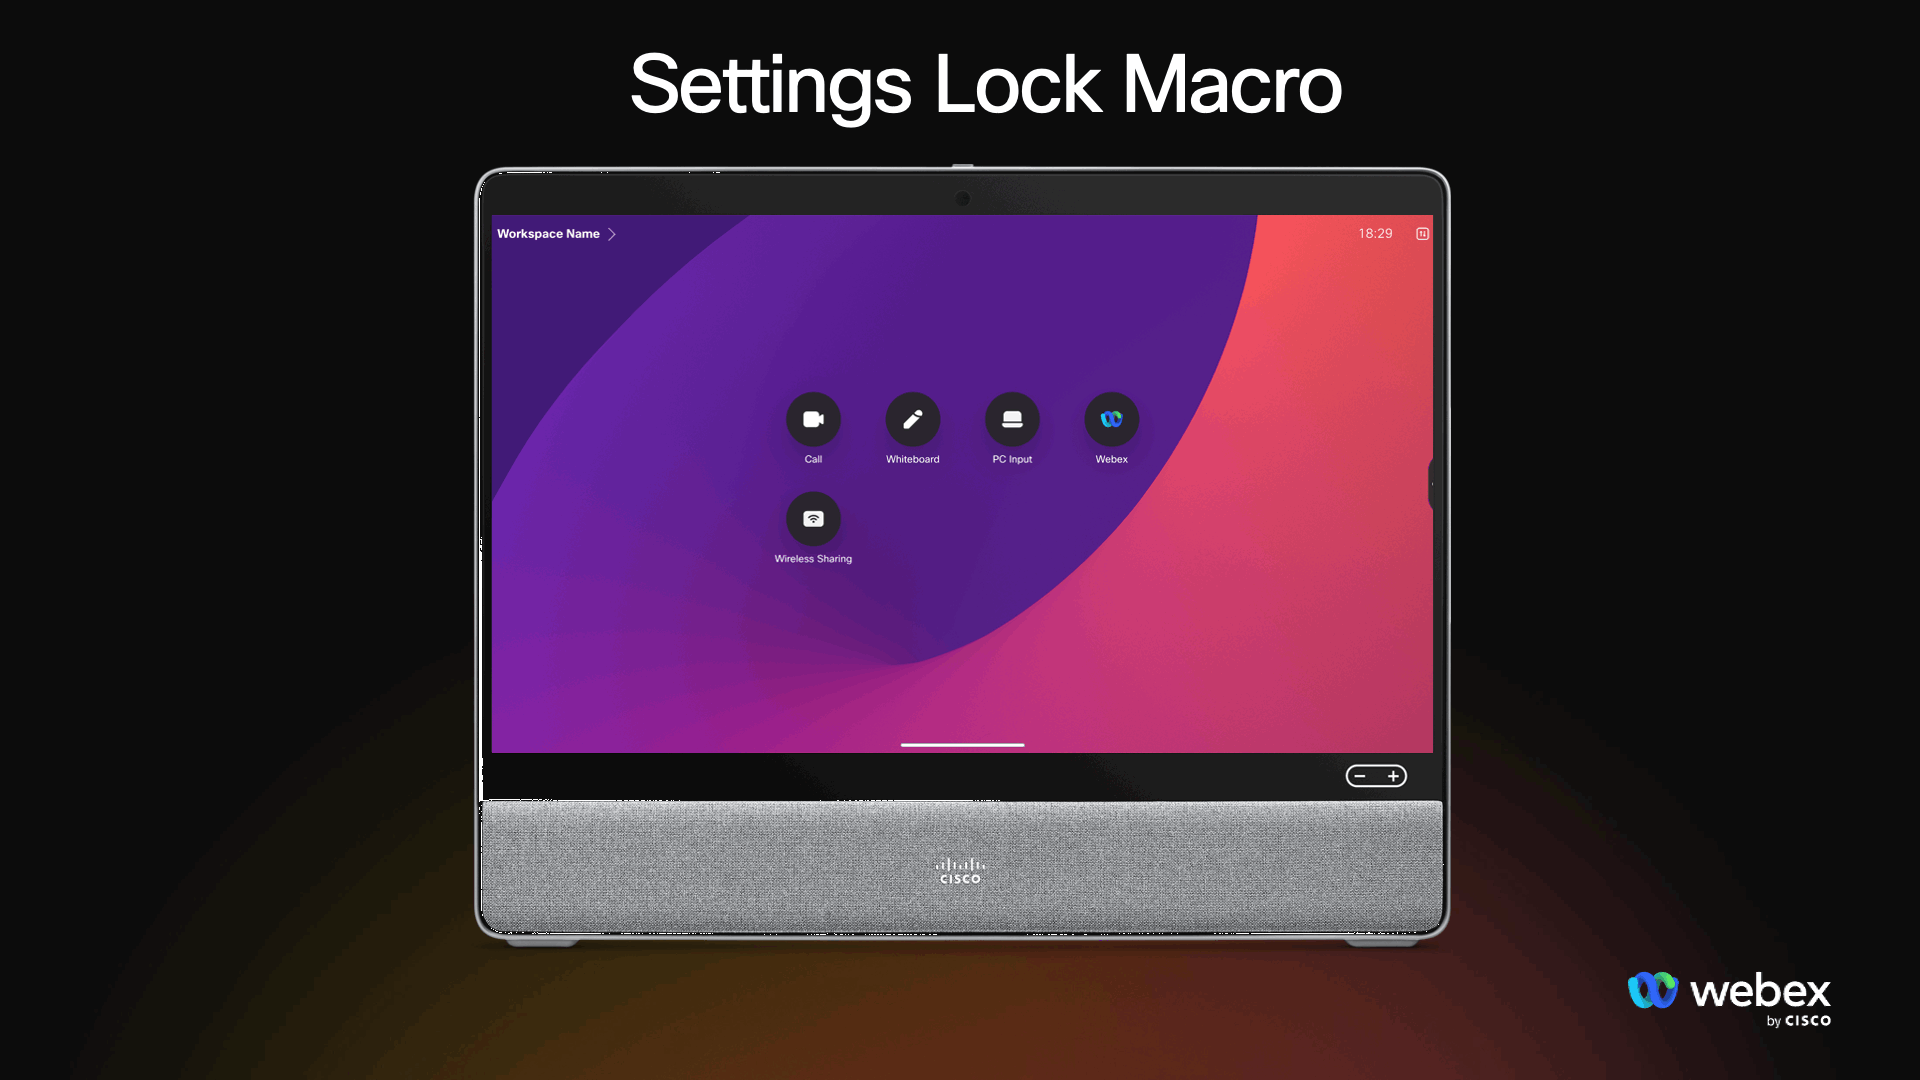 Settings Lock Macro
Workspace Name
18:29
Call
Whiteboard
PC Input
Webex
Wireless Sharing
CISCO
webex
by CISCO